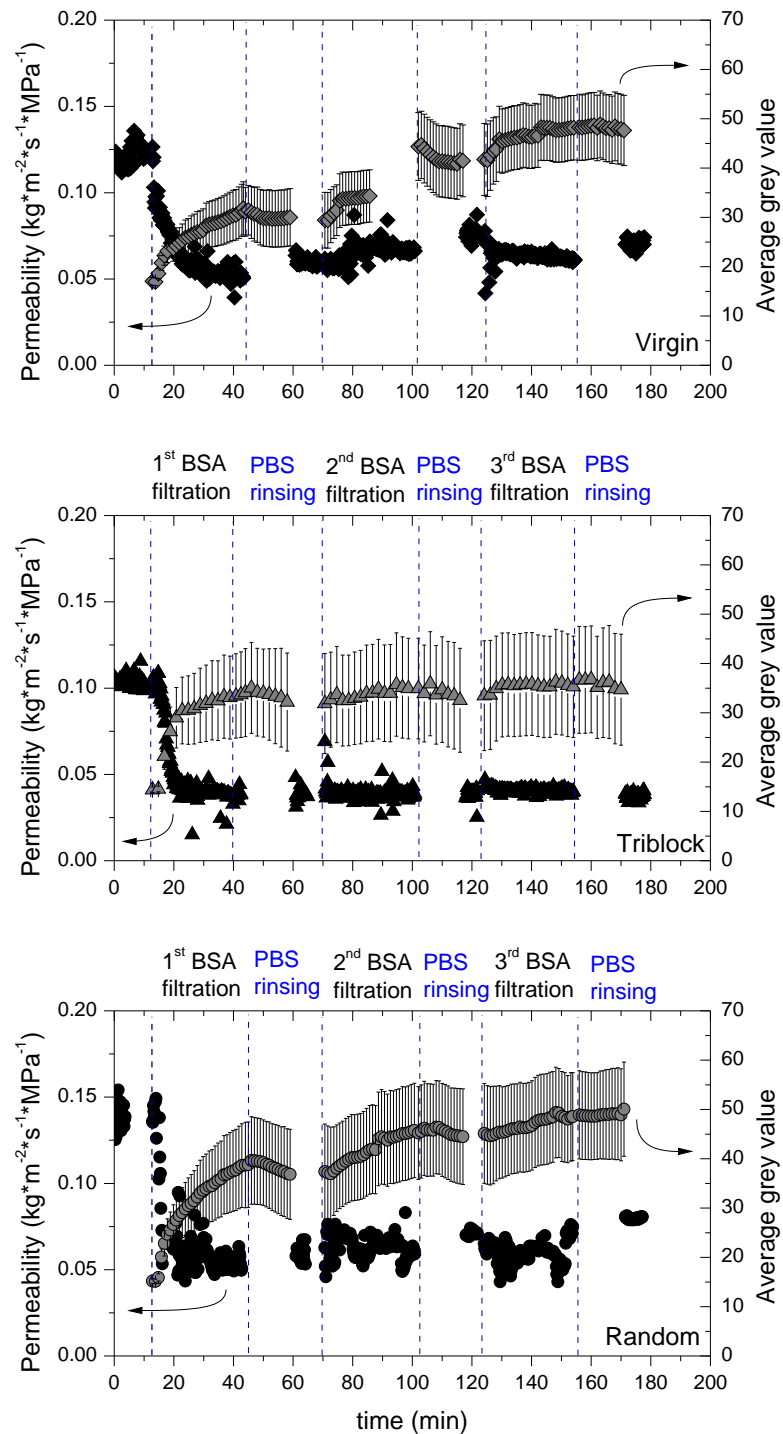 0.20
0.15
0.10
0.05
0.00
Permeability (kg*m⁻²*s⁻¹*MPa⁻¹)
70
60
50
40
30
20
10
0
Average grey value
Virgin
0 20 40 60 80 100 120 140 160 180 200
1ˢᵗ BSA filtration
PBS rinsing
2ⁿᵈ BSA filtration
PBS rinsing
3ʳᵈ BSA filtration
PBS rinsing
0.20
0.15
0.10
0.05
0.00
Permeability (kg*m⁻²*s⁻¹*MPa⁻¹)
70
60
50
40
30
20
10
0
Average grey value
Triblock
0 20 40 60 80 100 120 140 160 180 200
1ˢᵗ BSA filtration
PBS rinsing
2ⁿᵈ BSA filtration
PBS rinsing
3ʳᵈ BSA filtration
PBS rinsing
0.20
0.15
0.10
0.05
0.00
Permeability (kg*m⁻²*s⁻¹*MPa⁻¹)
70
60
50
40
30
20
10
0
Average grey value
Random
0 20 40 60 80 100 120 140 160 180 200
time (min)